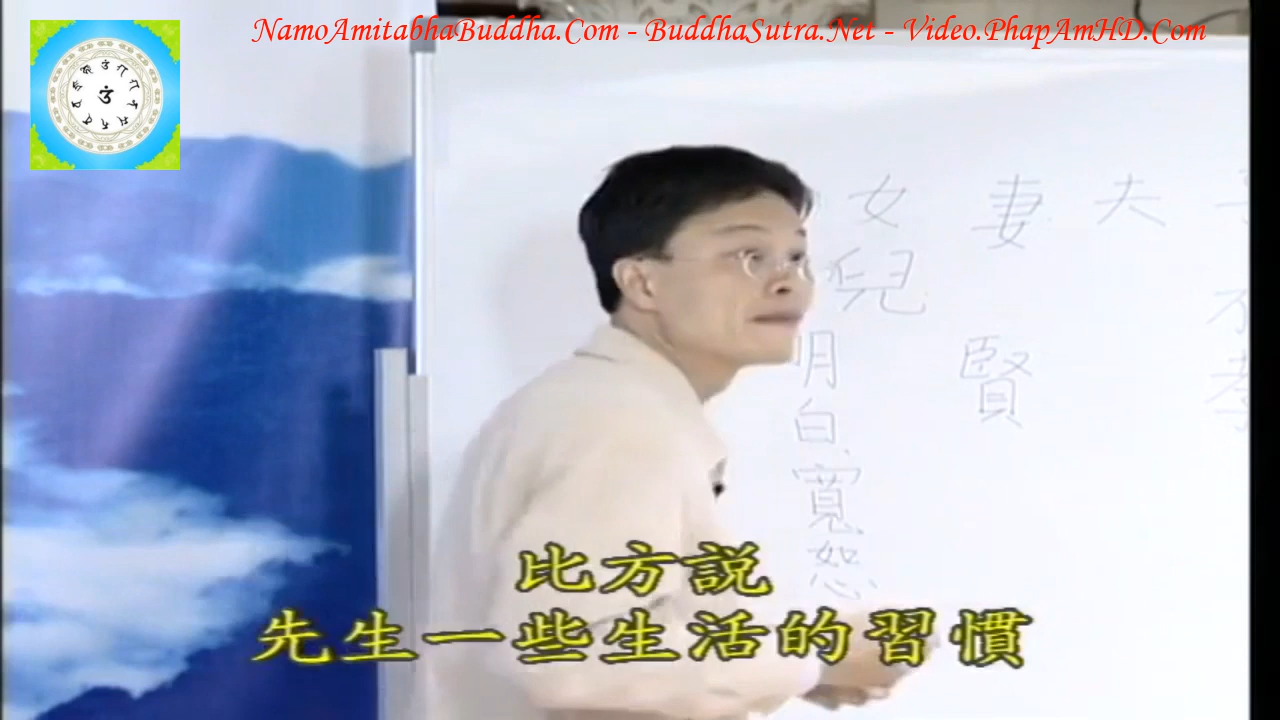 NamoAmitabhaBuddha.Com - BuddhaSutra.Net - Video.PhapAmHD.Com
夫
妻 賢
女兒
明白、寬恕
比方說
先生一些生活的習慣